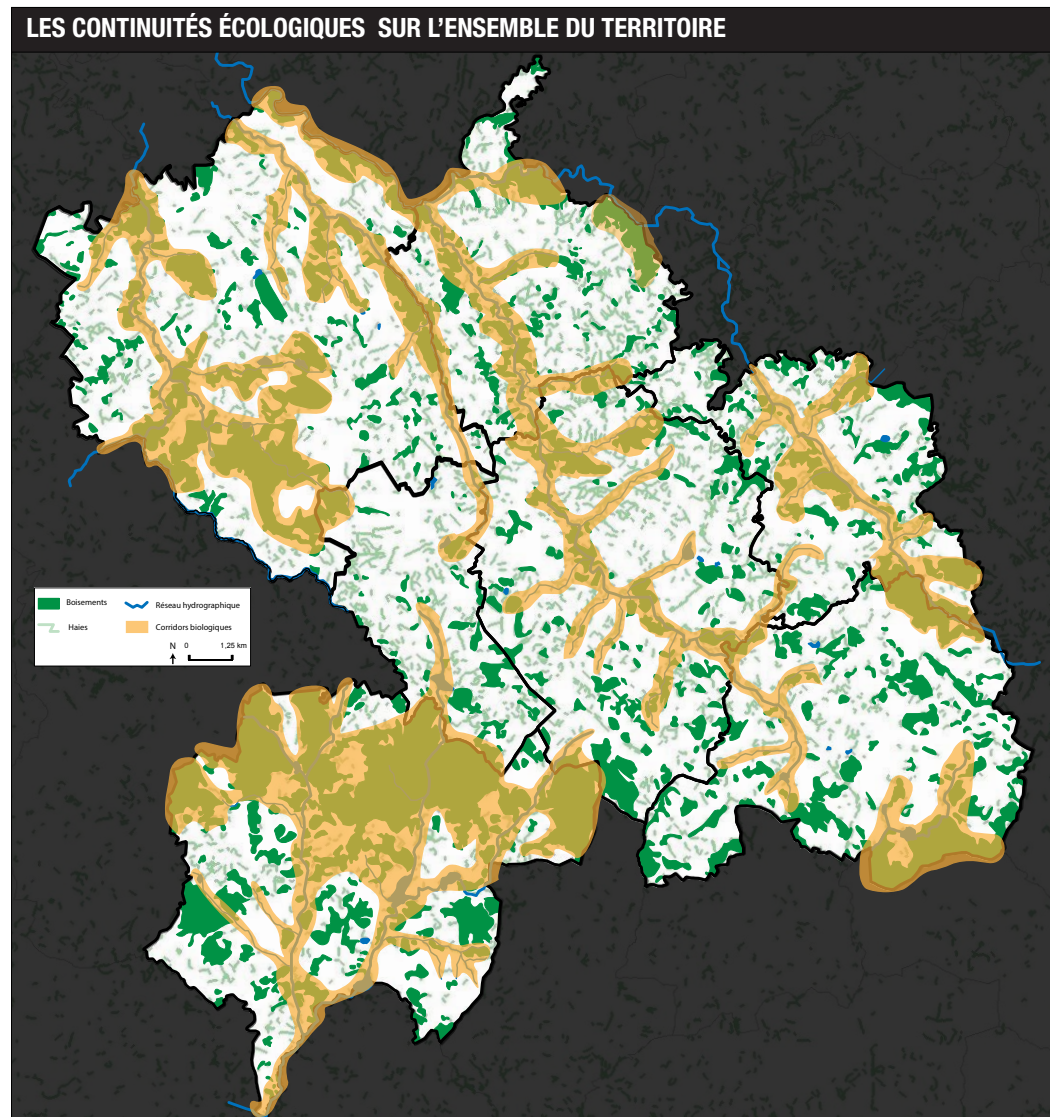 LES CONTINUITÉS ÉCOLOGIQUES SUR L'ENSEMBLE DU TERRITOIRE
Boisements
Réseau hydrographique
Haies
Corridors biologiques
N 0 1,25 km